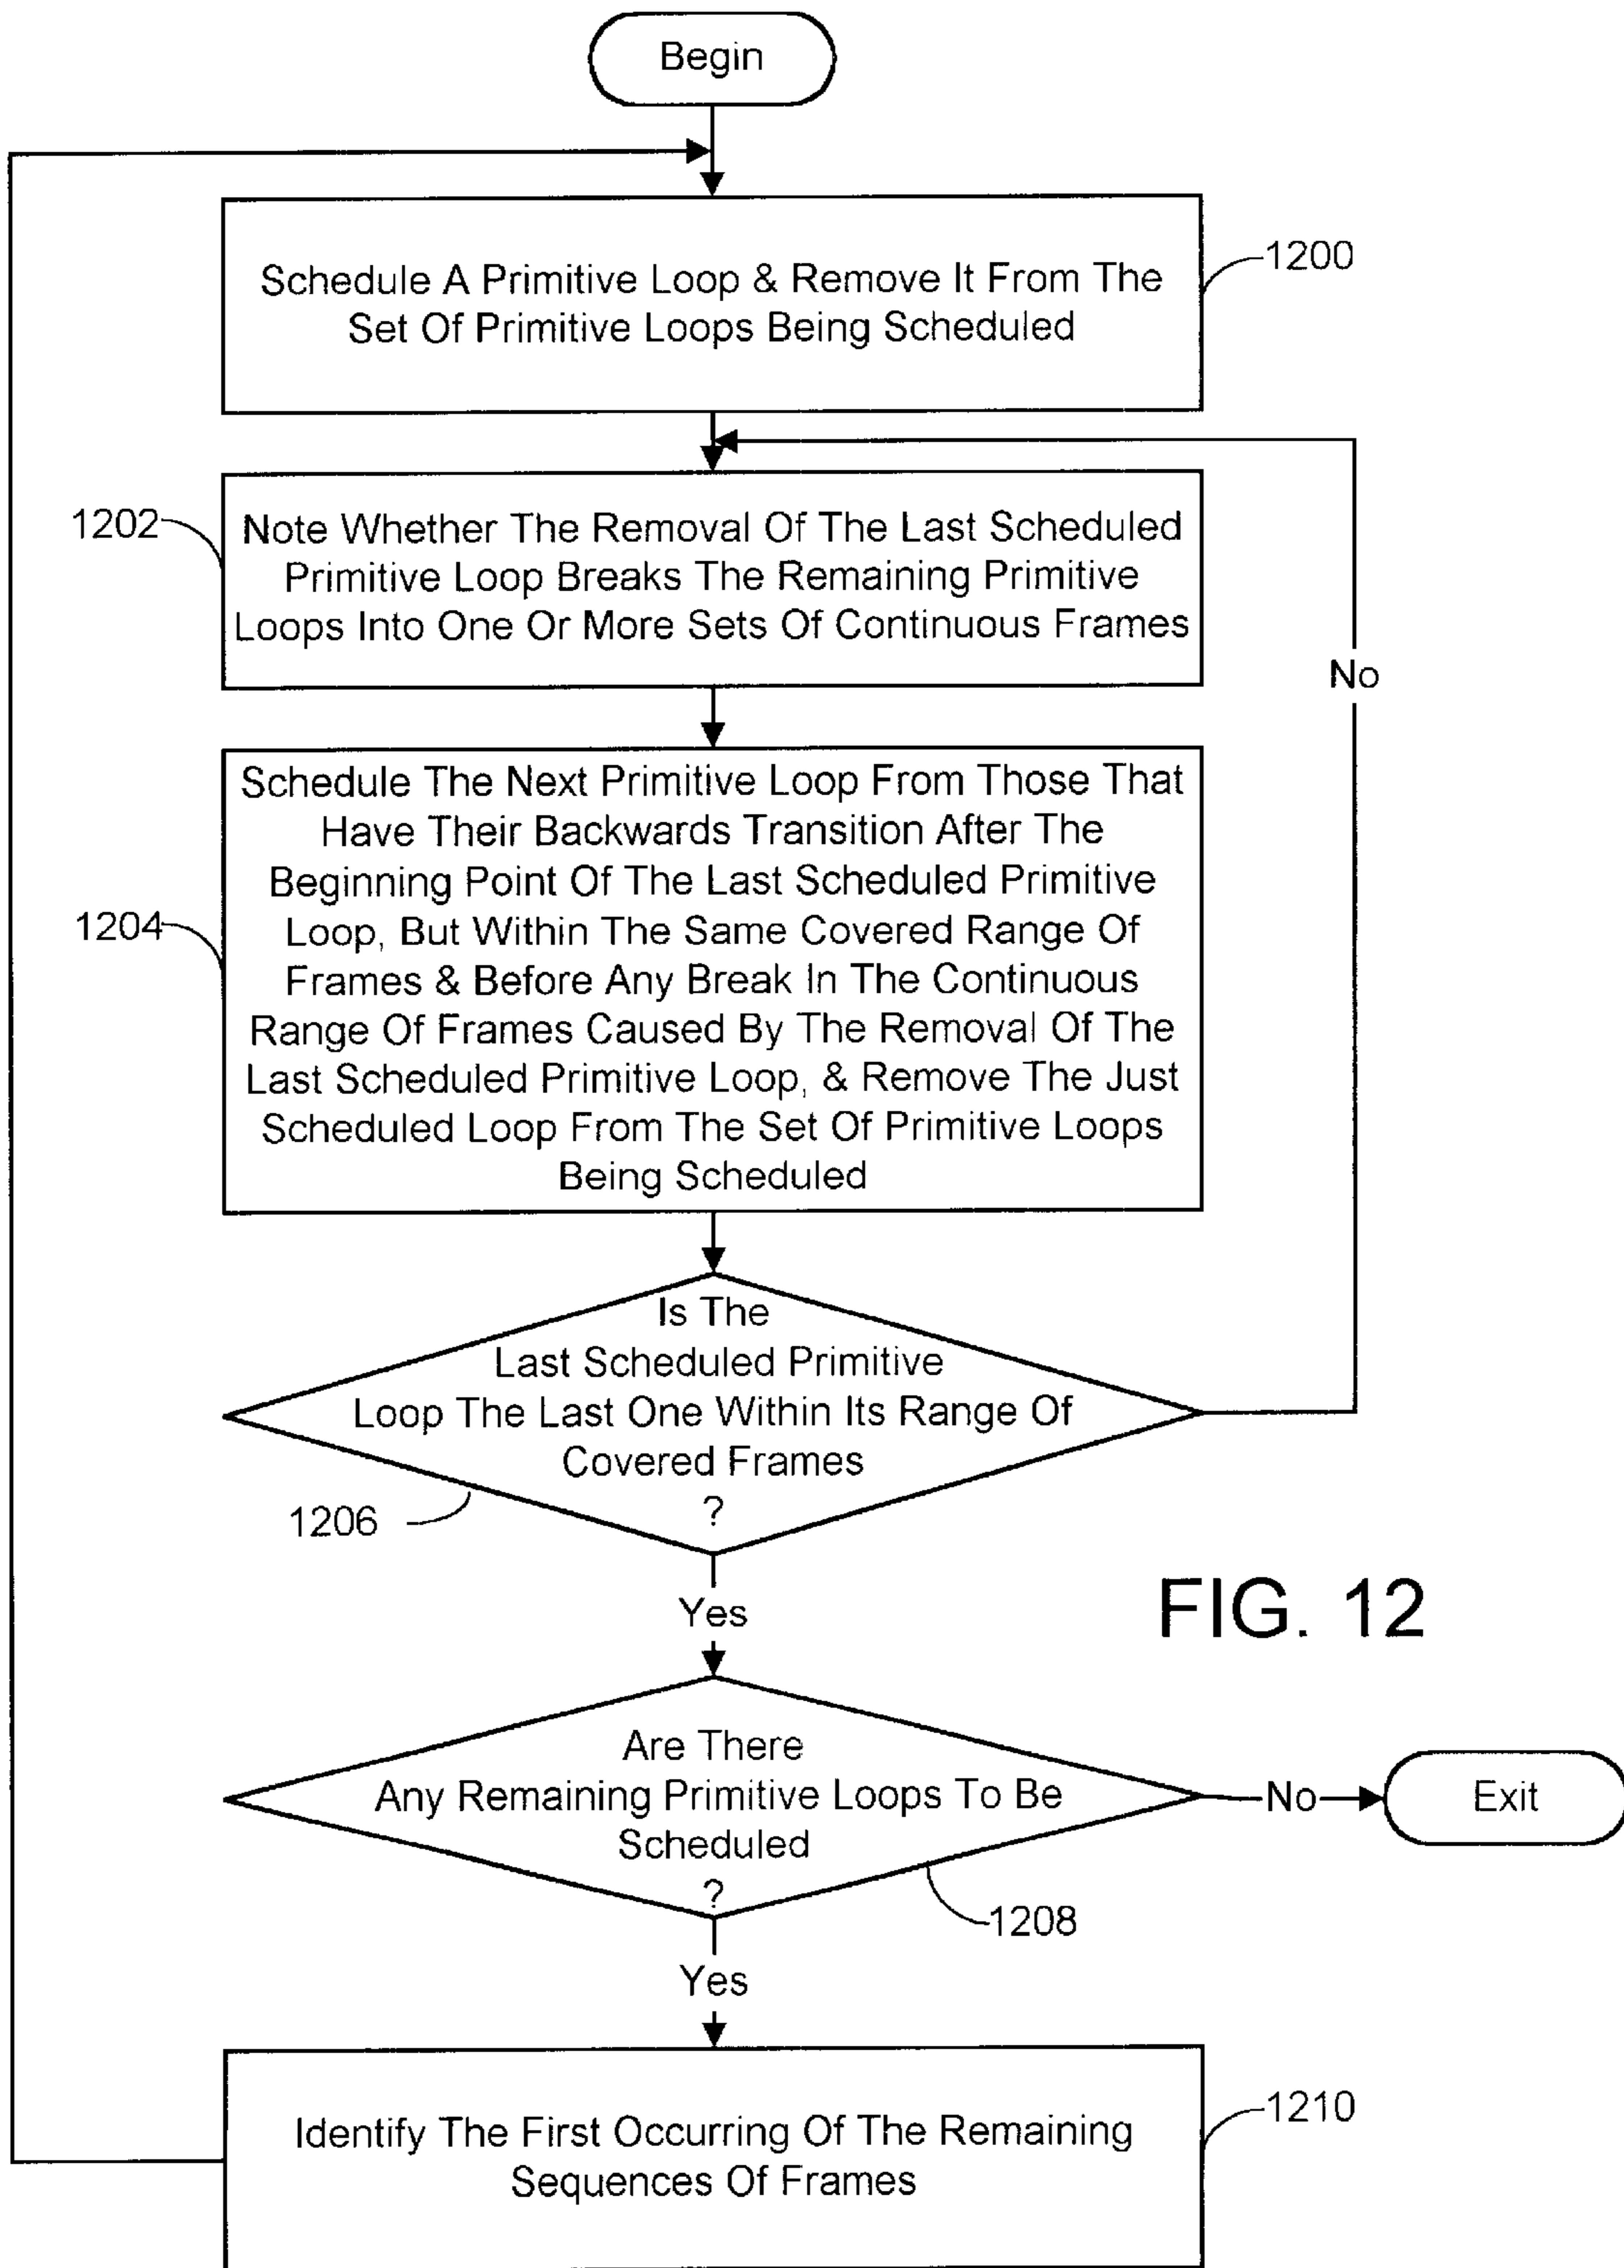 Begin
Schedule A Primitive Loop & Remove It From The
Set Of Primitive Loops Being Scheduled
1200
1202
Note Whether The Removal Of The Last Scheduled
Primitive Loop Breaks The Remaining Primitive
Loops Into One Or More Sets Of Continuous Frames
No
1204
Schedule The Next Primitive Loop From Those That
Have Their Backwards Transition After The
Beginning Point Of The Last Scheduled Primitive
Loop, But Within The Same Covered Range Of
Frames & Before Any Break In The Continuous
Range Of Frames Caused By The Removal Of The
Last Scheduled Primitive Loop, & Remove The Just
Scheduled Loop From The Set Of Primitive Loops
Being Scheduled
Is The
Last Scheduled Primitive
Loop The Last One Within Its Range Of
Covered Frames
?
1206
Yes
FIG. 12
Are There
Any Remaining Primitive Loops To Be
Scheduled
?
No
Exit
1208
Yes
1210
Identify The First Occurring Of The Remaining
Sequences Of Frames